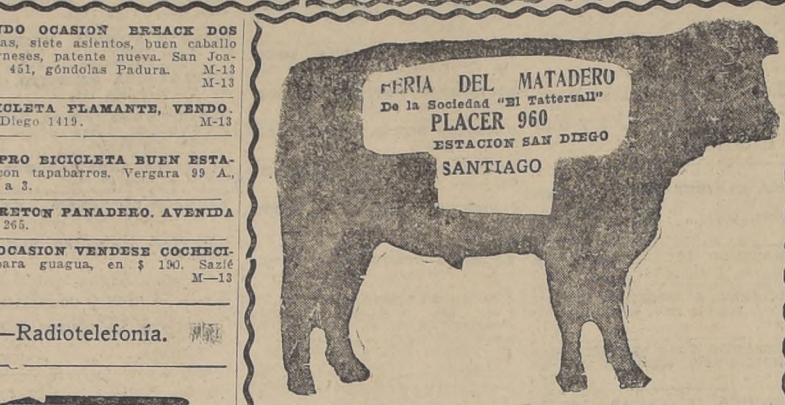 NDO OCASION BREACK DOS
as, siete asientos, buen caballo
rneses, patente nueva. San Joa-
451, góndolas Padura. M-13
M-13
ICLETA FLAMANTE, VENDO.
Diego 1419. M-13
PRO BICICLETA BUEN ESTA-
con tapabarros. Vergara 99 A.,
a 3.
RETON PANADERO. AVENIDA
265.
OCASION VENDESE COCHECI-
para guagua, en $ 190. Sazié
M—13
—Radiotelefonía.
FERIA DEL MATADERO
De la Sociedad "El Tattersall"
PLACER 960
ESTACION SAN DIEGO
SANTIAGO